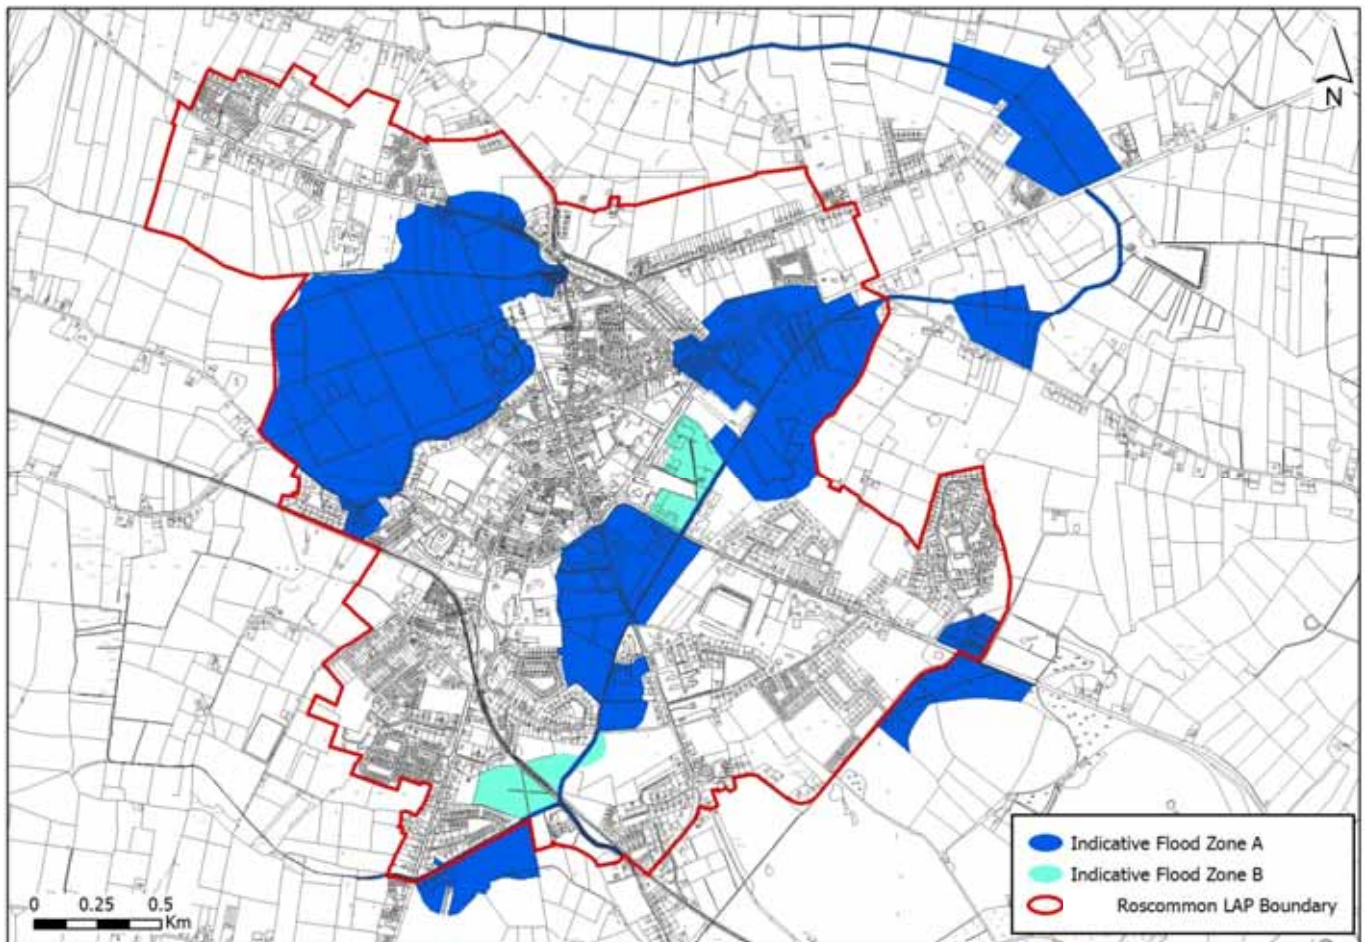 N
Indicative Flood Zone A
Indicative Flood Zone B
Roscommon LAP Boundary
0 0.25 0.5
Km